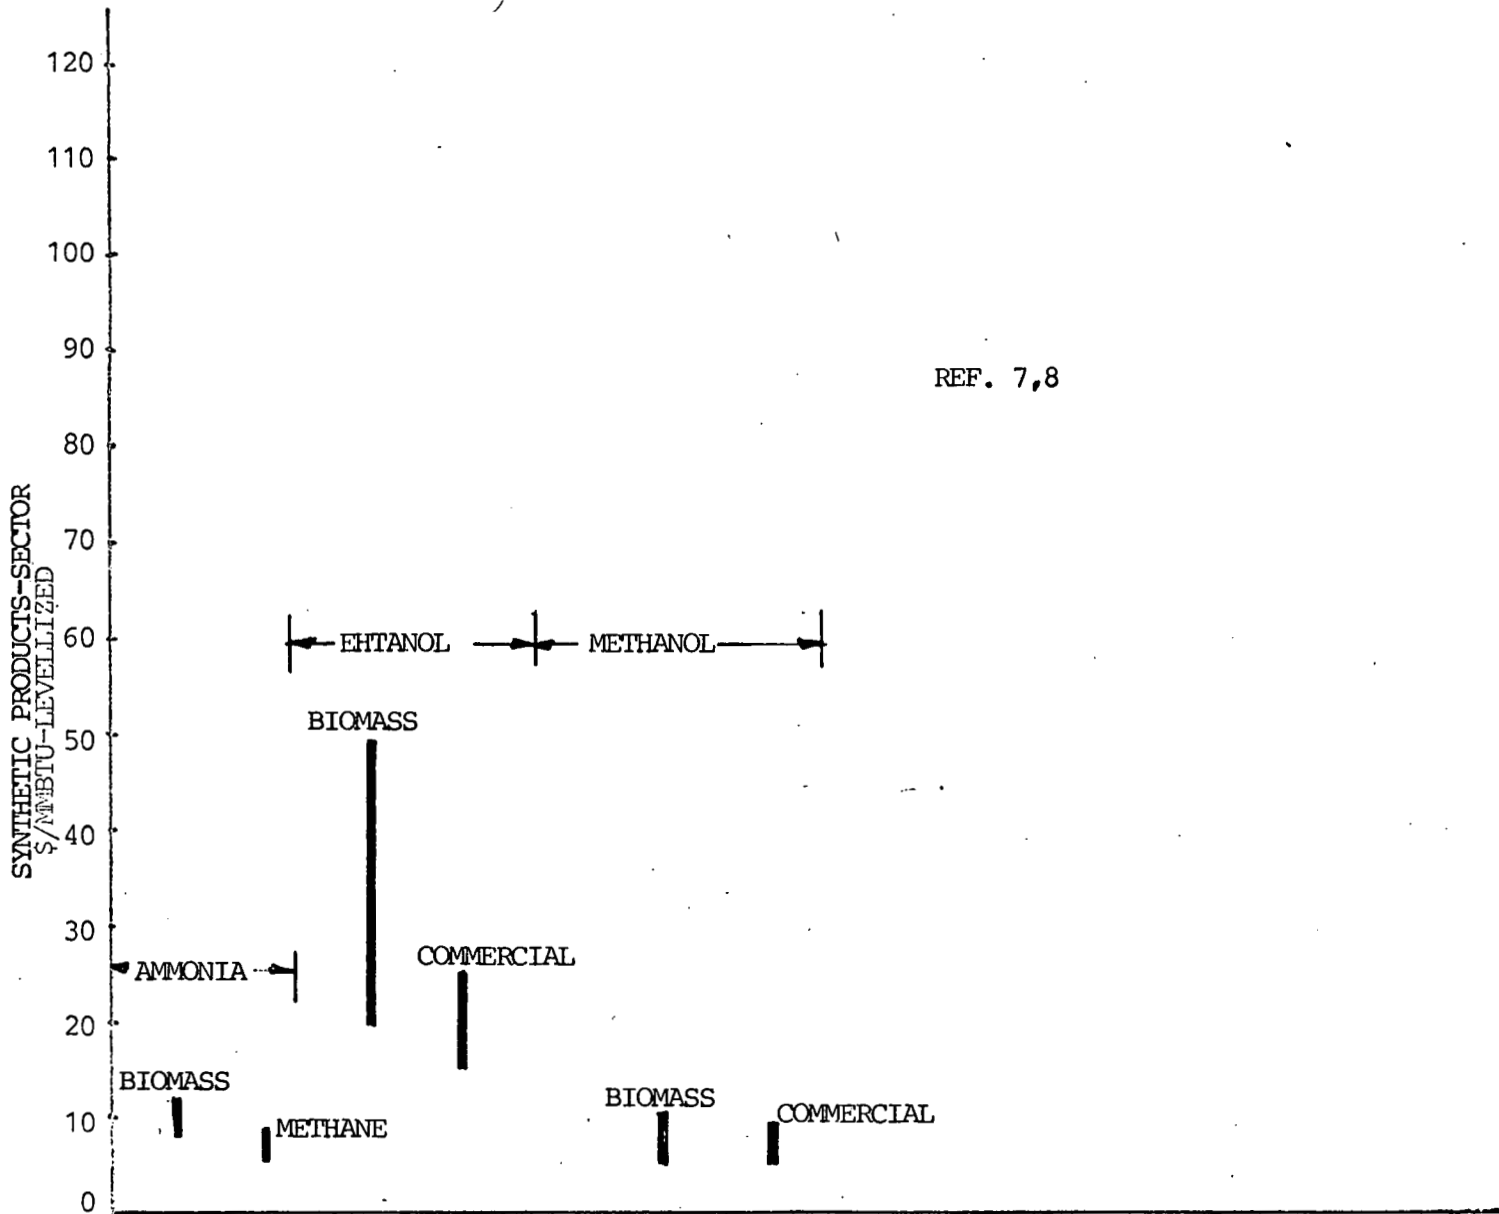 120
110
100
90
REF. 7,8
80
70
SYNTHETIC PRODUCTS-SECTOR
$/MMBTU-LEVELLIZED
60
EHTANOL
METHANOL
BIOMASS
50
40
30
COMMERCIAL
AMMONIA
20
BIOMASS
BIOMASS
10
COMMERCIAL
METHANE
0